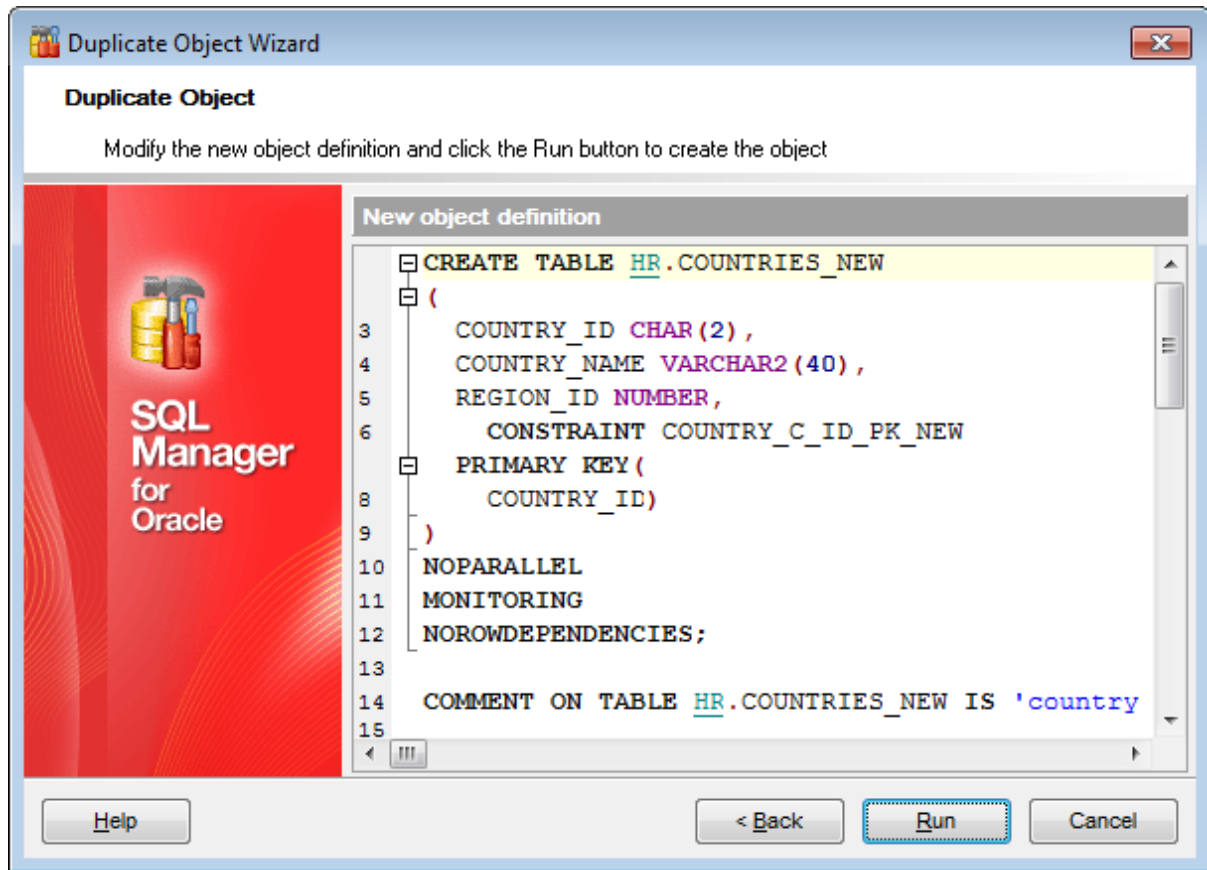 Duplicate Object Wizard
Duplicate Object
Modify the new object definition and click the Run button to create the object
SQL
Manager
for
Oracle
New object definition
CREATE TABLE HR.COUNTRIES_NEW
(
3 COUNTRY_ID CHAR(2),
4 COUNTRY_NAME VARCHAR2(40),
5 REGION_ID NUMBER,
6 CONSTRAINT COUNTRY_C_ID_PK_NEW
PRIMARY KEY(
8 COUNTRY_ID)
9 )
10 NOPARALLEL
11 MONITORING
12 NOROWDEPENDENCIES;
13
14 COMMENT ON TABLE HR.COUNTRIES_NEW IS 'country
15
Help
< Back
Run
Cancel